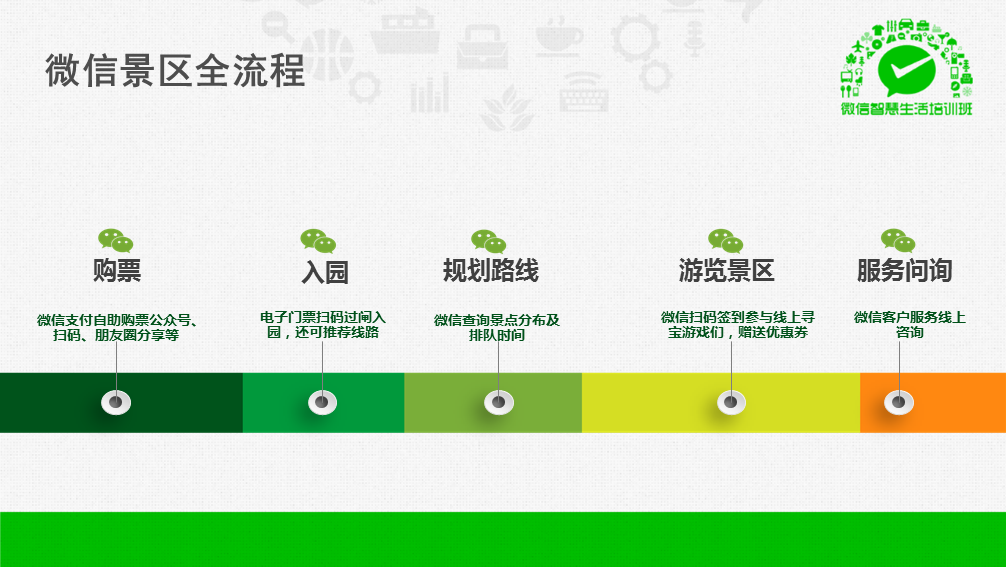 微信景区全流程
微信智慧生活培训班
购票
入园
规划路线
游览景区
服务问询
微信支付自助购票公众号、
扫码、朋友圈分享等
电子门票扫码过闸入
园，还可推荐线路
微信查询景点分布及
排队时间
微信扫码签到参与线上寻
宝游戏们，赠送优惠券
微信客户服务线上
咨询